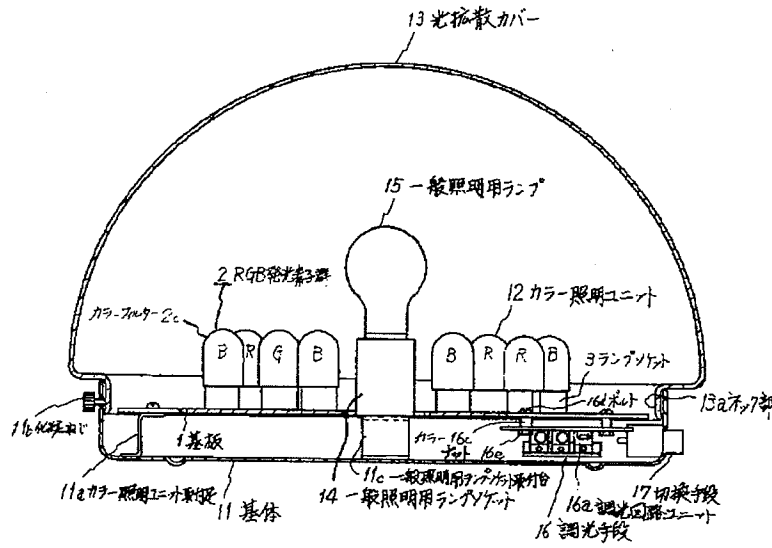 13 光拡散カバー
15 一般照明用ランプ
2 RGB発光素子群
12 カラー照明ユニット
カラーフィルター2c
B R G B
B R R B
3 ランプソケット
16d ボルト
13a ネック部
11b 化粧ねじ
1 基板
カラー 16c
ナット 16e
11c 一般照明用ランプソケット取付台
11a カラー照明ユニット取付足
11 基体
14 一般照明用ランプソケット
17 切換手段
16a 調光回路ユニット
16 調光手段